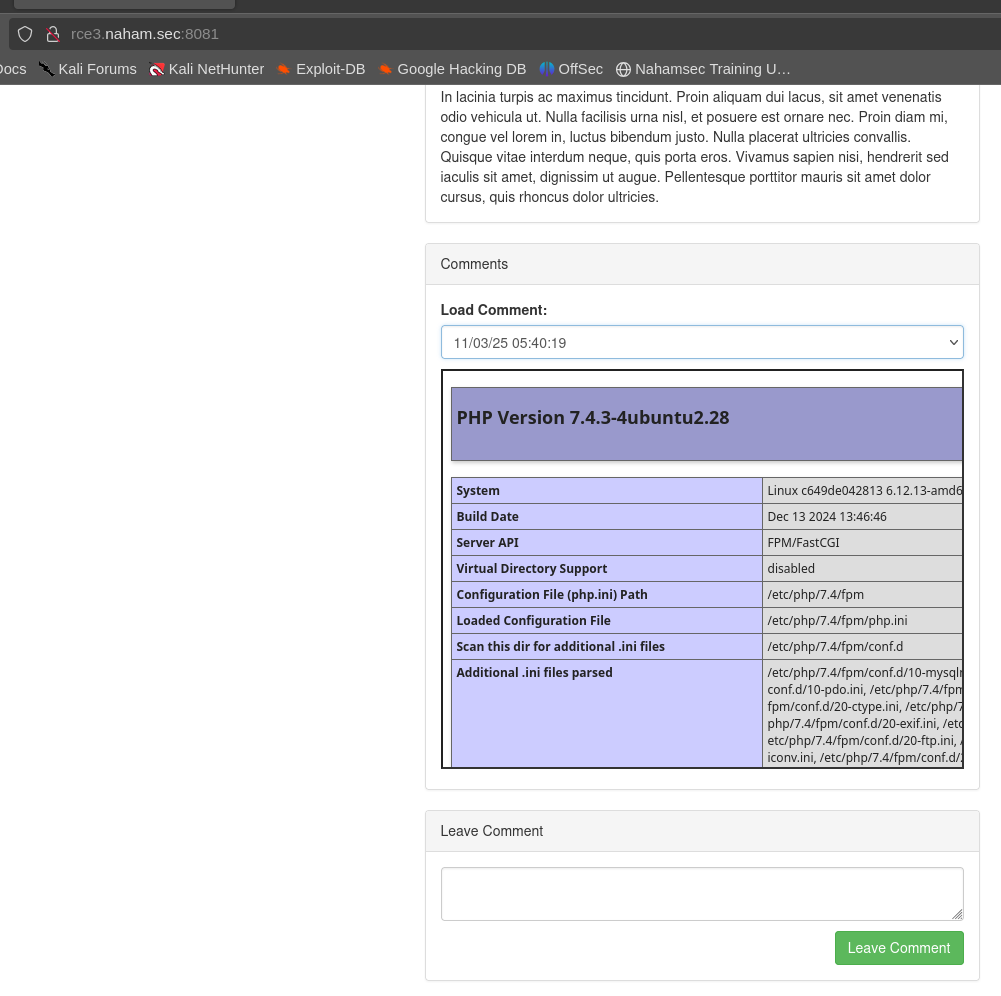 rce3.naham.sec:8081
Docs Kali Forums Kali NetHunter Exploit-DB Google Hacking DB OffSec Nahamsec Training U…
In lacinia turpis ac maximus tincidunt. Proin aliquam dui lacus, sit amet venenatis
odio vehicula ut. Nulla facilisis urna nisl, et posuere est ornare nec. Proin diam mi,
congue vel lorem in, luctus bibendum justo. Nulla placerat ultricies convallis.
Quisque vitae interdum neque, quis porta eros. Vivamus sapien nisi, hendrerit sed
iaculis sit amet, dignissim ut augue. Pellentesque porttitor mauris sit amet dolor
cursus, quis rhoncus dolor ultricies.
Comments
Load Comment:
11/03/25 05:40:19
PHP Version 7.4.3-4ubuntu2.28
System Linux c649de042813 6.12.13-amd6
Build Date Dec 13 2024 13:46:46
Server API FPM/FastCGI
Virtual Directory Support disabled
Configuration File (php.ini) Path /etc/php/7.4/fpm
Loaded Configuration File /etc/php/7.4/fpm/php.ini
Scan this dir for additional .ini files /etc/php/7.4/fpm/conf.d
Additional .ini files parsed /etc/php/7.4/fpm/conf.d/10-mysqln
conf.d/10-pdo.ini, /etc/php/7.4/fpm
fpm/conf.d/20-ctype.ini, /etc/php/7
php/7.4/fpm/conf.d/20-exif.ini, /etc
etc/php/7.4/fpm/conf.d/20-ftp.ini, /
iconv.ini, /etc/php/7.4/fpm/conf.d/
Leave Comment
Leave Comment